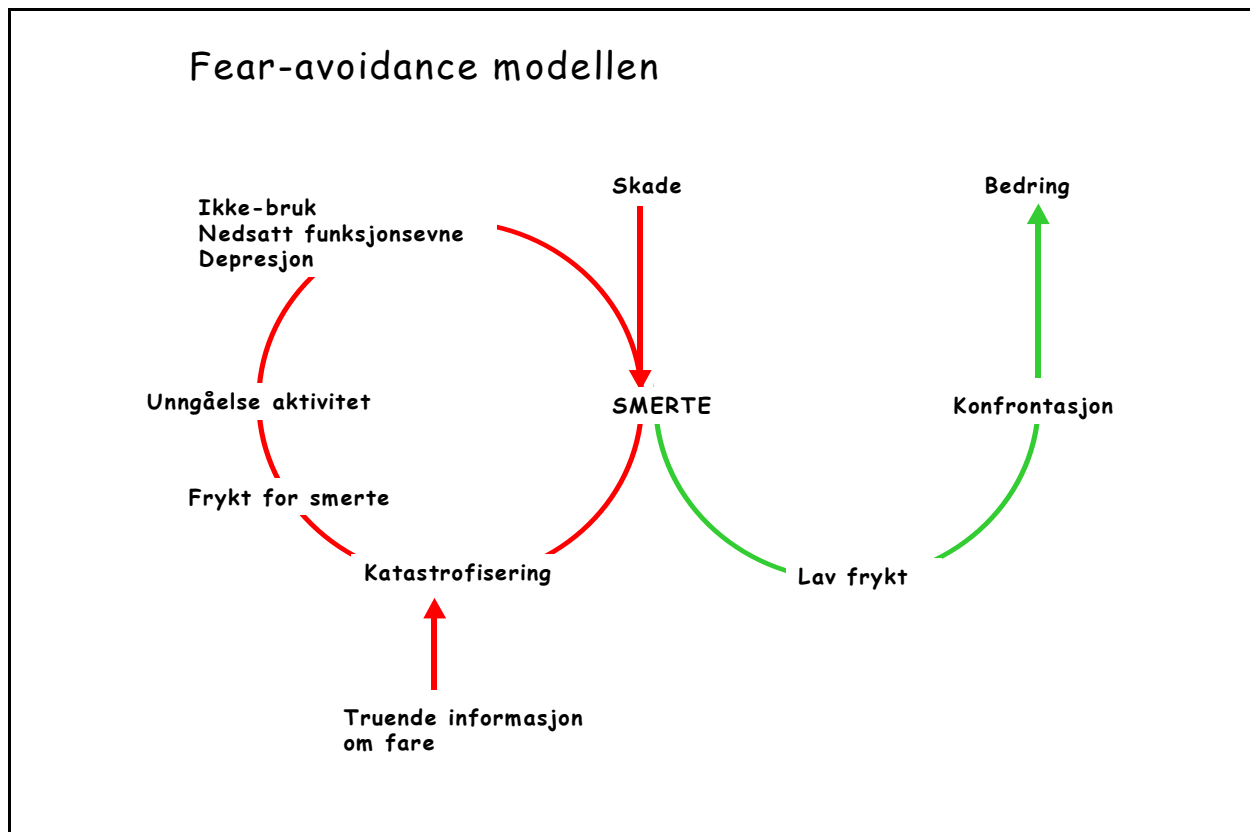 Fear-avoidance modellen
Skade
Bedring
Ikke-bruk
Nedsatt funksjonsevne
Depresjon
Unngåelse aktivitet
SMERTE
Konfrontasjon
Frykt for smerte
Katastrofisering
Lav frykt
Truende informasjon
om fare